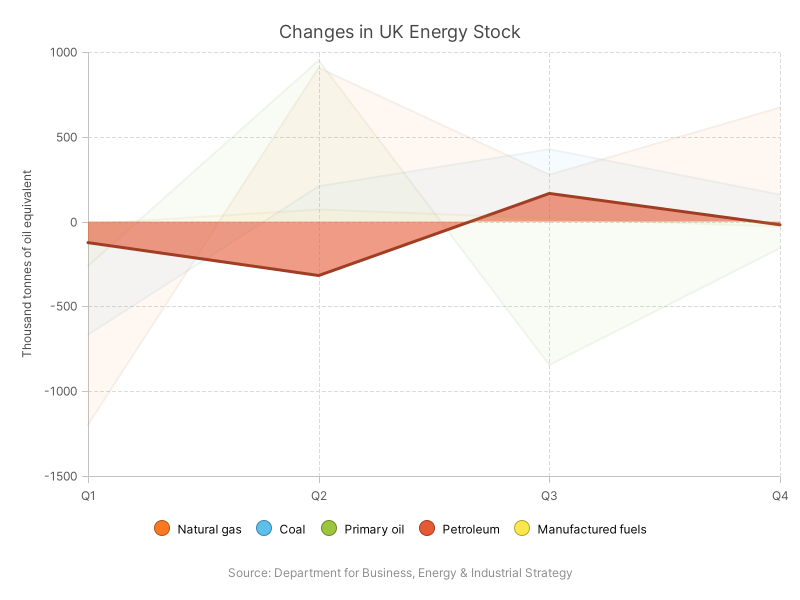 Changes in UK Energy Stock
Thousand tonnes of oil equivalent
1000
500
0
-500
-1000
-1500
Q1 Q2 Q3 Q4
Natural gas Coal Primary oil Petroleum Manufactured fuels
Source: Department for Business, Energy & Industrial Strategy